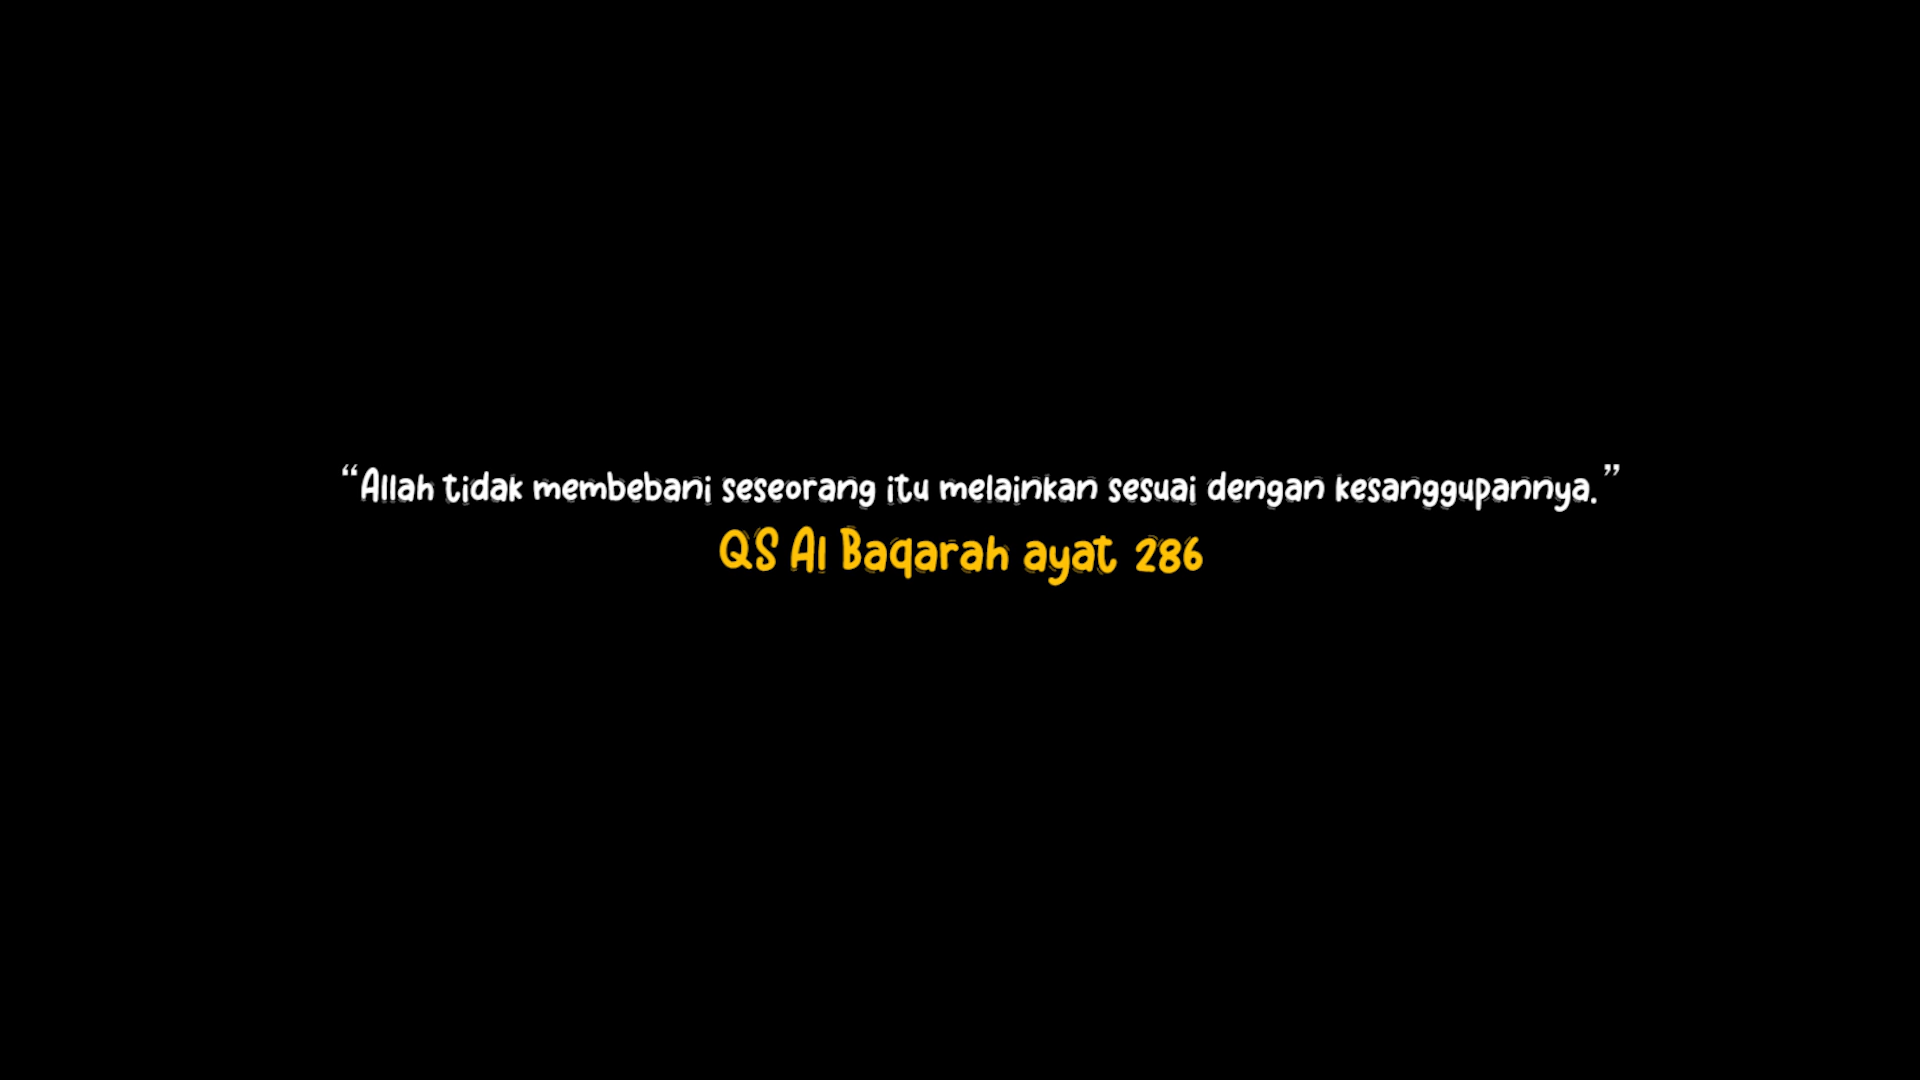 “Allah tidak membebani seseorang itu melainkan sesuai dengan kesanggupannya.”
QS Al Baqarah ayat 286